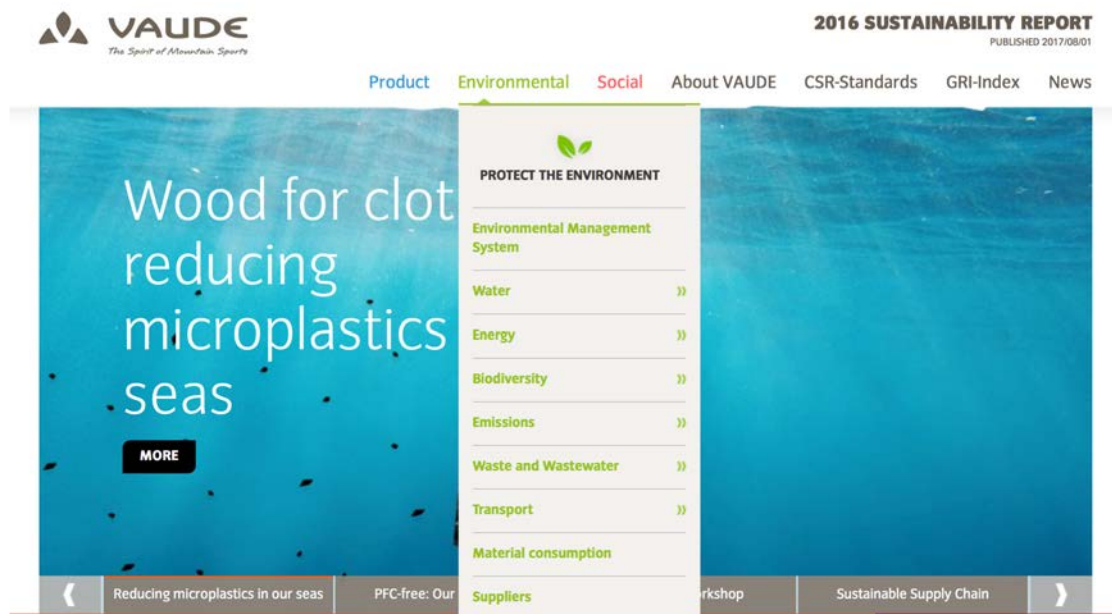 VAUDE
The Spirit of Mountain Sports
2016 SUSTAINABILITY REPORT
PUBLISHED 2017/08/01
Product Environmental Social About VAUDE CSR-Standards GRI-Index News
PROTECT THE ENVIRONMENT
Environmental Management
System
Water
Energy
Biodiversity
Emissions
Waste and Wastewater
Transport
Material consumption
Suppliers
Wood for clot
reducing
microplastics
seas
MORE
Reducing microplastics in our seas
PFC-free: Our
rkshop
Sustainable Supply Chain